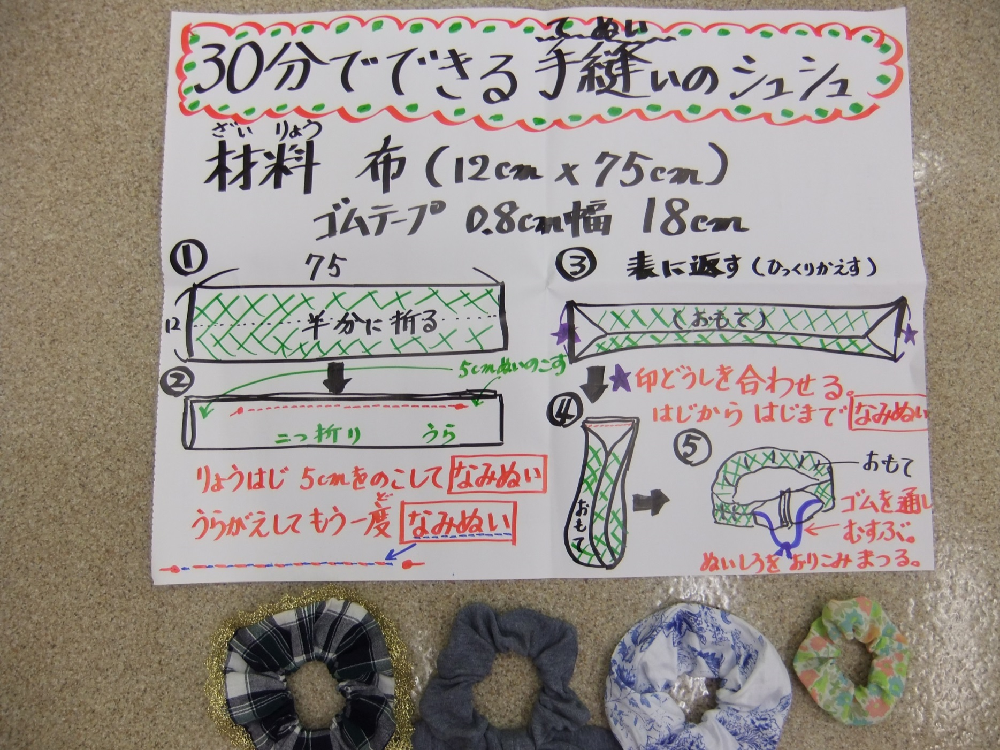 てぬい
30分でできる手縫いのシュシュ
ざいりょう
材料 布(12cm×75cm)
ゴムテープ 0.8cm幅 18cm
①
75
12
半分に折る
②
5cmぬいのこす
二つ折り うら
りょうはじ 5cmをのこして なみぬい
ど
うらがえしてもう一度 なみぬい
③ 表に返す(ひっくりかえす)
(おもて)
★印どうしを合わせる。
はじから はじまで なみぬい
④
おもて
⑤
おもて
ゴムを通し
むすぶ。
ぬいしろを おりこみ まつる。